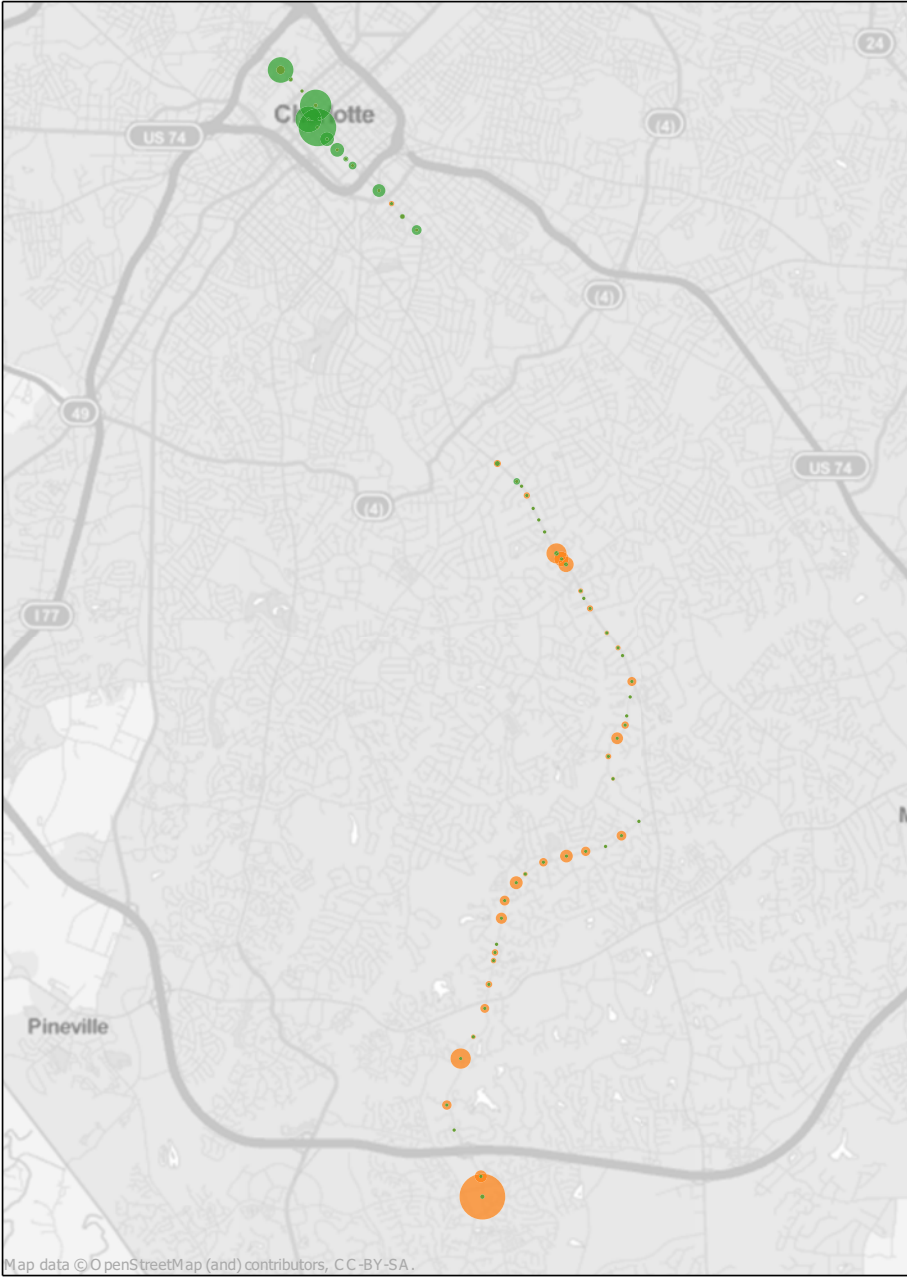 24
Charlotte
(4)
US 74
(4)
49
US 74
(4)
177
M
Pineville
Map data © OpenStreetMap (and) contributors, CC-BY-SA.